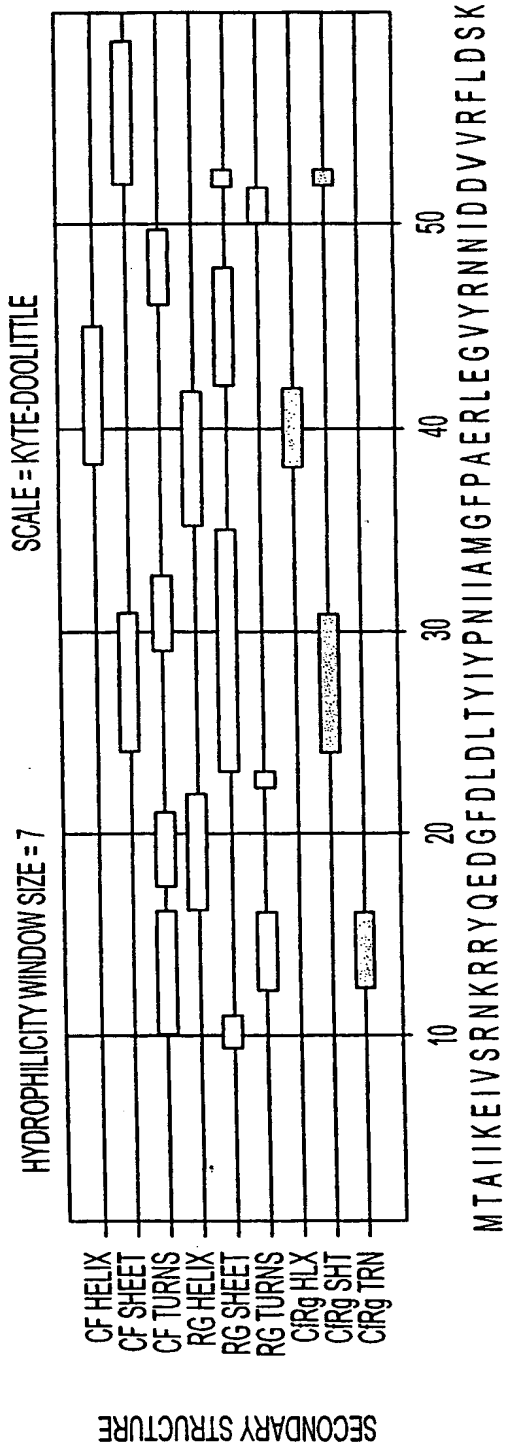 HYDROPHILICITY WINDOW SIZE = 7 SCALE = KYTE-DOOLITTLE
SECONDARY STRUCTURE
CF HELIX
CF SHEET
CF TURNS
RG HELIX
RG SHEET
RG TURNS
CfRg HLX
CfRg SHT
CfRg TRN
10 20 30 40 50
M T A I I K E I V S R N K R R Y Q E D G F D L D L T Y I Y P N I I A M G F P A E R L E G V Y R N N I D D V V R F L D S K